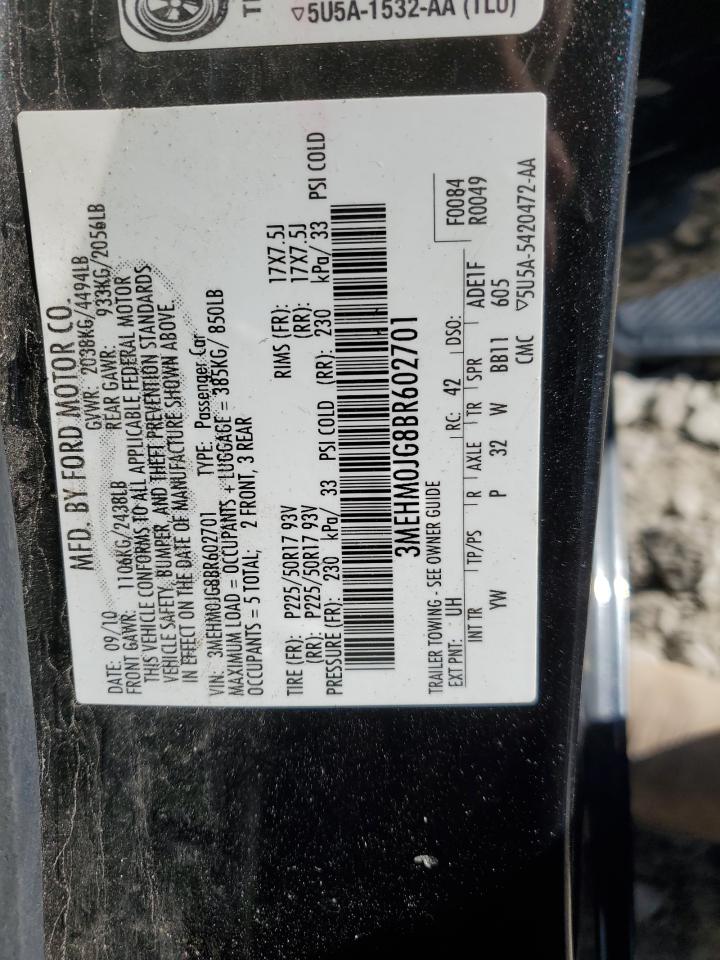 ▽5U5A-1532-AA (TL0)
MFD. BY FORD MOTOR CO.
DATE: 09/10 GVWR: 2038KG/4494LB
FRONT GAWR: 1106KG/2438LB REAR GAWR: 933KG/2056LB
THIS VEHICLE CONFORMS TO ALL APPLICABLE FEDERAL MOTOR
VEHICLE SAFETY, BUMPER, AND THEFT PREVENTION STANDARDS
IN EFFECT ON THE DATE OF MANUFACTURE SHOWN ABOVE.
VIN: 3MEHM0JG8BR602701 TYPE: Passenger Car
MAXIMUM LOAD = OCCUPANTS + LUGGAGE = 385KG/ 850LB
OCCUPANTS = 5 TOTAL; 2 FRONT, 3 REAR
TIRE (FR): P225/50R17 93V RIMS (FR): 17X7.5J
(RR): P225/50R17 93V (RR): 17X7.5J
PRESSURE (FR): 230 kPa/ 33 PSI COLD (RR): 230 kPa/ 33 PSI COLD
3MEHM0JG8BR602701
TRAILER TOWING - SEE OWNER GUIDE F0084
EXT PNT: UH RC: 42 DSO: R0049
INT TR TP/PS R AXLE TR SPR ADE1F
YW P 32 W BB11 605
CMC ▽5U5A-5420472-AA